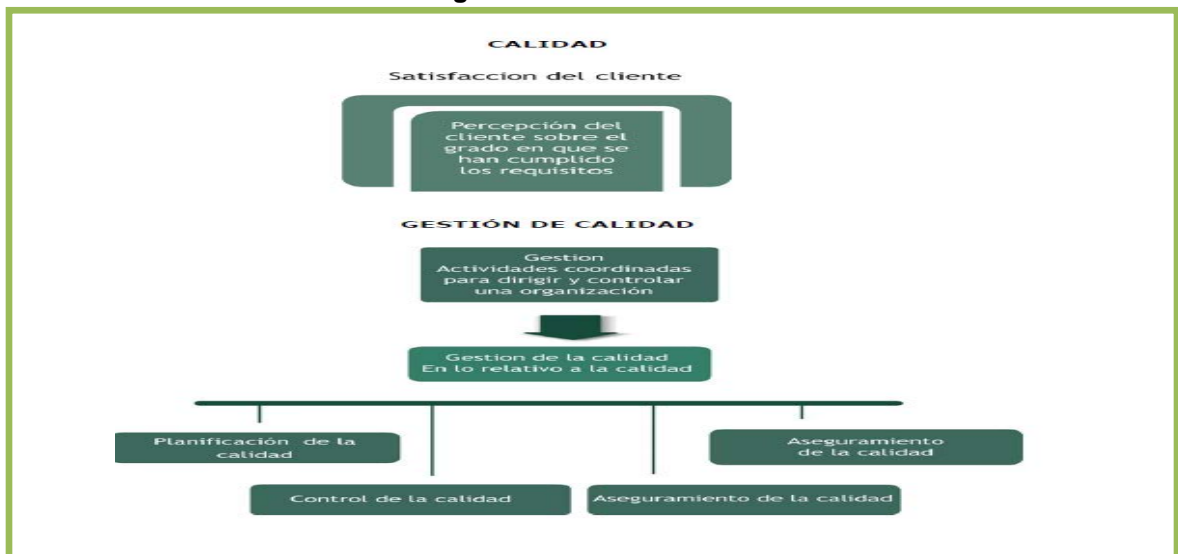 CALIDAD
Satisfaccion del cliente
Percepción del
cliente sobre el
grado en que se
han cumplido
los requisitos
GESTIÓN DE CALIDAD
Gestion
Actividades coordinadas
para dirigir y controlar
una organización
Gestion de la calidad
En lo relativo a la calidad
Planificación de la
calidad
Control de la calidad
Aseguramiento de la calidad
Aseguramiento
de la calidad